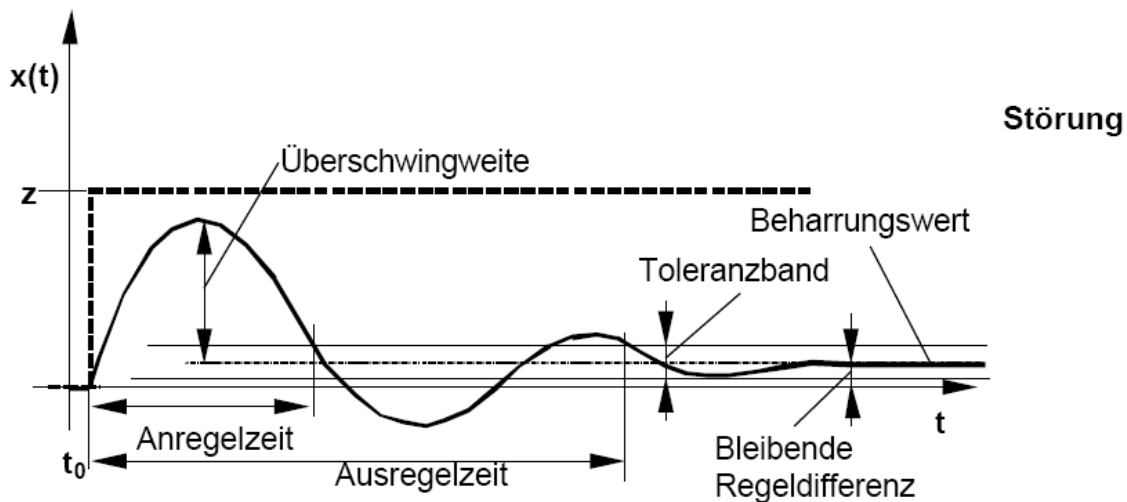 x(t)
Störung
Überschwingweite
z
Beharrungswert
Toleranzband
t
Anregelzeit
t0
Ausregelzeit
Bleibende
Regeldifferenz